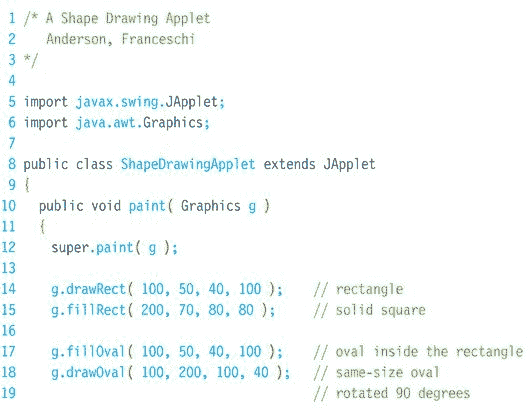 1 /* A Shape Drawing Applet
2    Anderson, Franceschi
3 */
4
5 import javax.swing.JApplet;
6 import java.awt.Graphics;
7
8 public class ShapeDrawingApplet extends JApplet
9 {
10   public void paint( Graphics g )
11   {
12     super.paint( g );
13
14     g.drawRect( 100, 50, 40, 100 );    // rectangle
15     g.fillRect( 200, 70, 80, 80 );     // solid square
16
17     g.fillOval( 100, 50, 40, 100 );    // oval inside the rectangle
18     g.drawOval( 100, 200, 100, 40 );   // same-size oval
19                                        // rotated 90 degrees